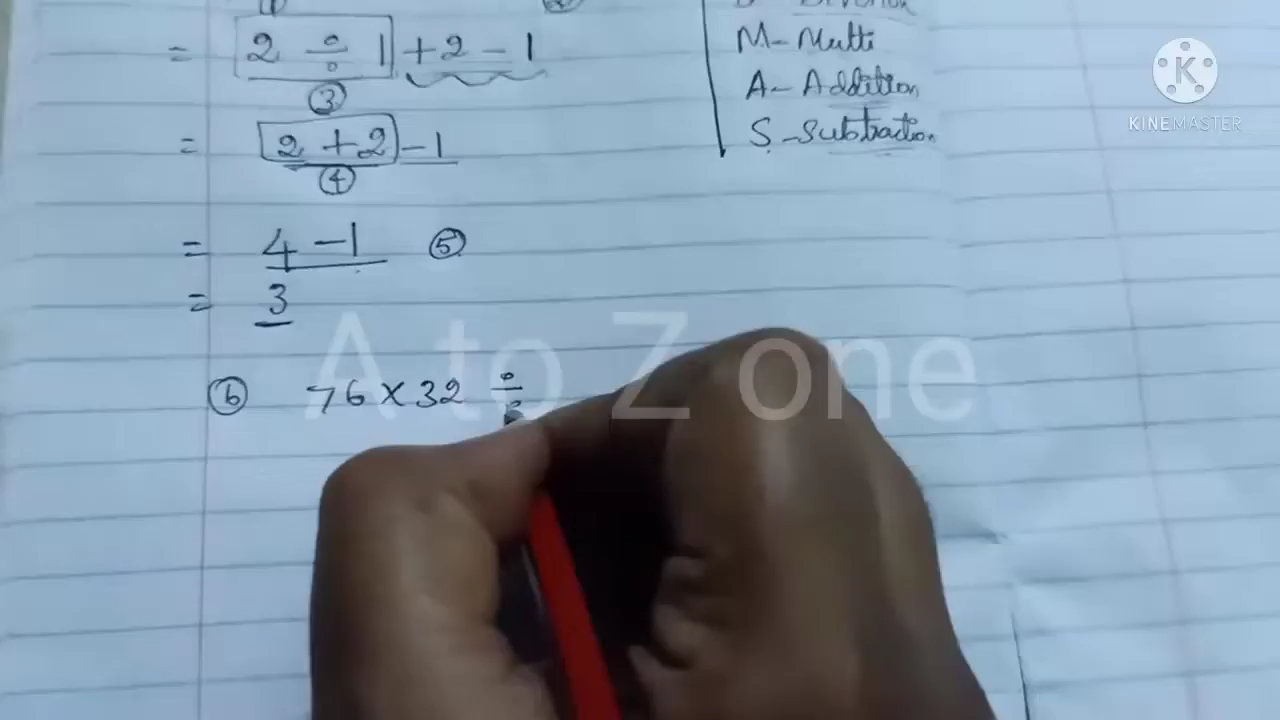 = 2 ÷ 1 + 2 - 1
③
= 2 + 2 - 1
④
= 4 - 1 ⑤
= 3
⑥ 76 × 32 ÷
M - Multi
A - Addition
S - Subtraction
K
KINEMASTER
A to Z one